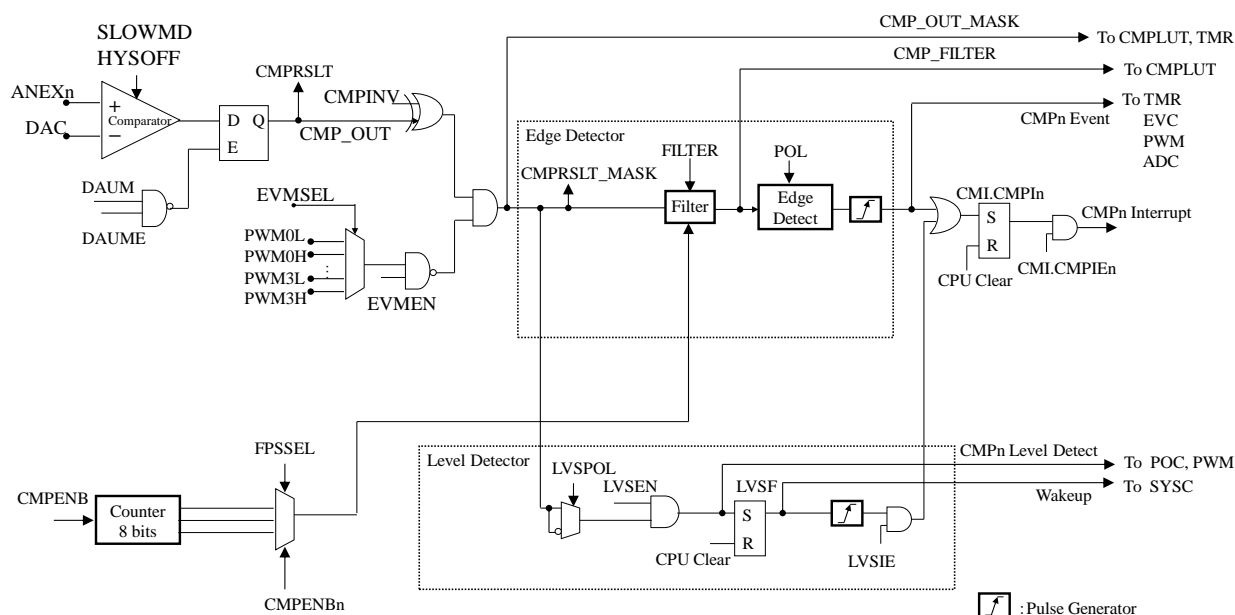 SLOWMD
HYSOFF
CMP_OUT_MASK
To CMPLUT, TMR
CMP_FILTER
To CMPLUT
CMPRSLT
CMPINV
ANEXn
+
Comparator
DAC
−
D Q
E
CMP_OUT
To TMR
CMPn Event
EVC
PWM
ADC
Edge Detector
FILTER
POL
CMPRSLT_MASK
Filter
Edge
Detect
DAUM
DAUME
EVMSEL
PWM0L
PWM0H
⋮
PWM3L
PWM3H
EVMEN
CMI.CMPIn
S
R
CMPn Interrupt
CPU Clear
CMI.CMPIEn
FPSSEL
CMPENB
Counter
8 bits
CMPENBn
Level Detector
LVSPOL
LVSEN
LVSF
S
R
CPU Clear
CMPn Level Detect
To POC, PWM
Wakeup
To SYSC
LVSIE
: Pulse Generator